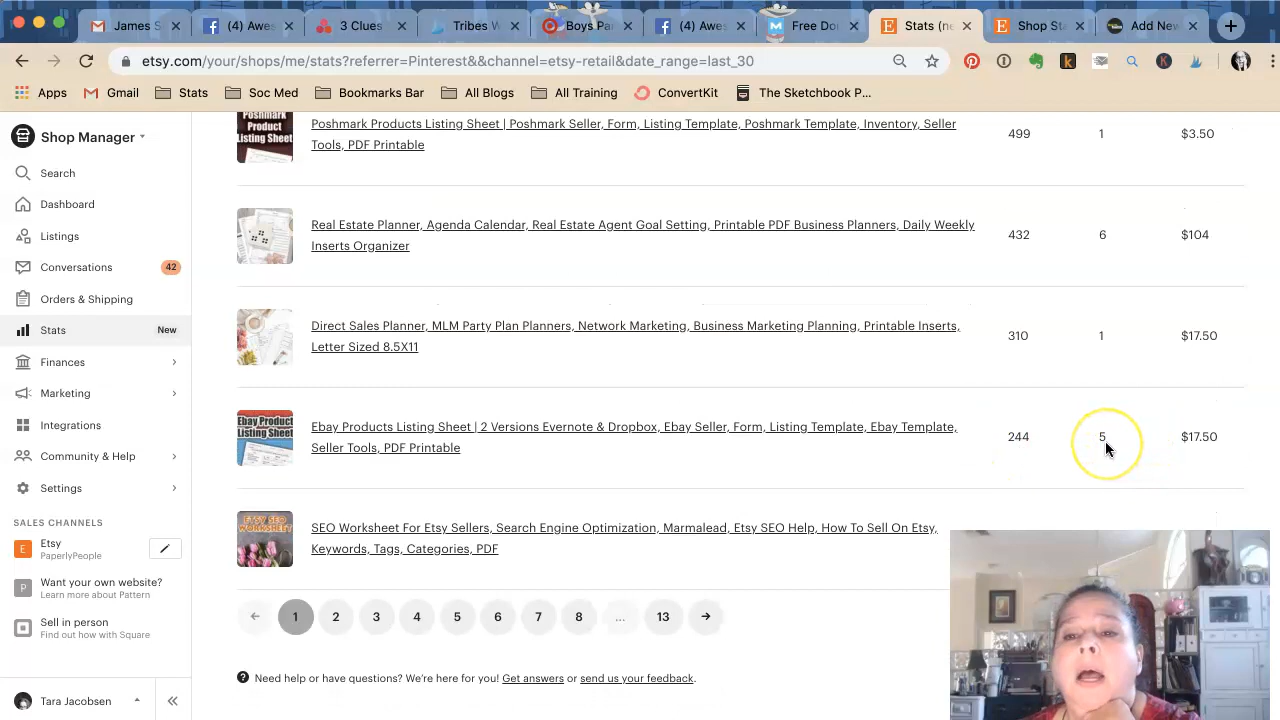 James S
(4) Awes
3 Clues
Tribes W
Boys Pa
(4) Awes
Free Do
Stats (ne
Shop Sta
Add New
etsy.com/your/shops/me/stats?referrer=Pinterest&&channel=etsy-retail&date_range=last_30
Apps Gmail Stats Soc Med Bookmarks Bar All Blogs All Training ConvertKit The Sketchbook P...
Shop Manager
Search
Dashboard
Listings
Conversations 42
Orders & Shipping
Stats New
Finances
Marketing
Integrations
Community & Help
Settings
SALES CHANNELS
E Etsy
PaperlyPeople
P Want your own website?
Learn more about Pattern
Sell in person
Find out how with Square
Tara Jacobsen
Poshmark
Product
Listing Sheet
Poshmark Products Listing Sheet | Poshmark Seller, Form, Listing Template, Poshmark Template, Inventory, Seller
Tools, PDF Printable
499 1 $3.50
Real Estate Planner, Agenda Calendar, Real Estate Agent Goal Setting, Printable PDF Business Planners, Daily Weekly
Inserts Organizer
432 6 $104
Direct Sales Planner, MLM Party Plan Planners, Network Marketing, Business Marketing Planning, Printable Inserts,
Letter Sized 8.5X11
310 1 $17.50
Ebay Product
Listing Sheet
Ebay Products Listing Sheet | 2 Versions Evernote & Dropbox, Ebay Seller, Form, Listing Template, Ebay Template,
Seller Tools, PDF Printable
244 5 $17.50
ETSY SEO
WORKSHEET
SEO Worksheet For Etsy Sellers, Search Engine Optimization, Marmalead, Etsy SEO Help, How To Sell On Etsy,
Keywords, Tags, Categories, PDF
1 2 3 4 5 6 7 8 ... 13
Need help or have questions? We're here for you! Get answers or send us your feedback.